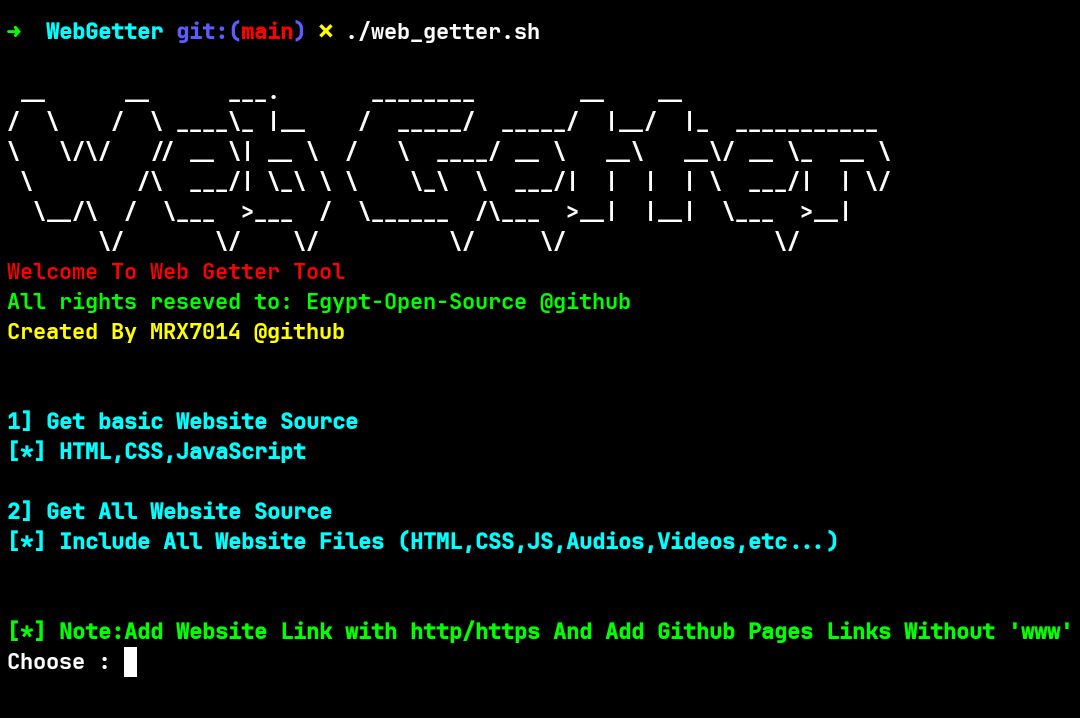 ➜  WebGetter git:(main) ✗ ./web_getter.sh
WebGetter
Welcome To Web Getter Tool
All rights reseved to: Egypt-Open-Source @github
Created By MRX7014 @github
1] Get basic Website Source
[*] HTML,CSS,JavaScript
2] Get All Website Source
[*] Include All Website Files (HTML,CSS,JS,Audios,Videos,etc...)
[*] Note:Add Website Link with http/https And Add Github Pages Links Without 'www'
Choose :